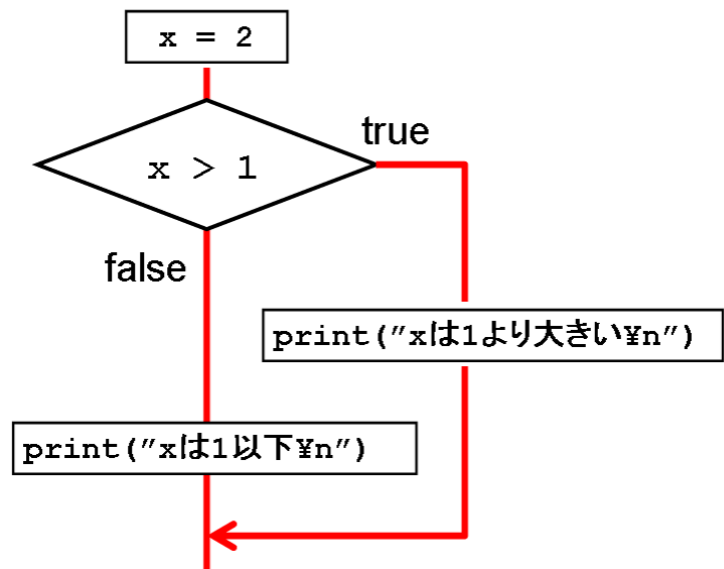 x = 2
true
x > 1
false
print("xは1より大きい¥n")
print("xは1以下¥n")